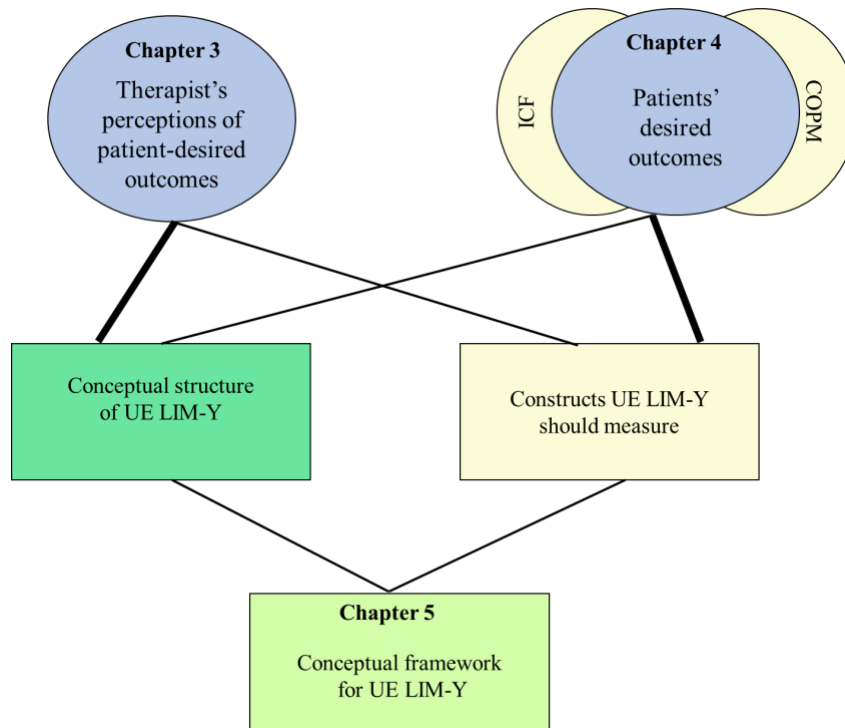 Chapter 3
Therapist's
perceptions of
patient-desired
outcomes
ICF
Chapter 4
Patients'
desired
outcomes
COPM
Conceptual structure
of UE LIM-Y
Constructs UE LIM-Y
should measure
Chapter 5
Conceptual framework
for UE LIM-Y